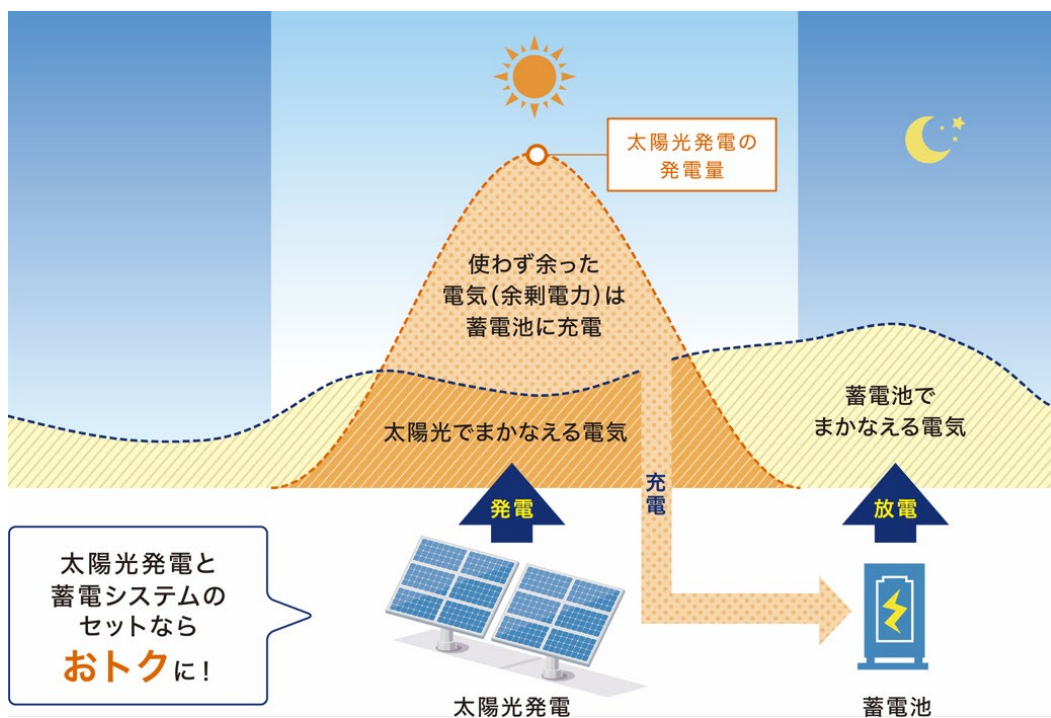 太陽光発電の
発電量
使わず余った
電気(余剰電力)は
蓄電池に充電
太陽光でまかなえる電気
蓄電池で
まかなえる電気
発電
充電
放電
太陽光発電と
蓄電システムの
セットなら
おトクに!
太陽光発電
蓄電池